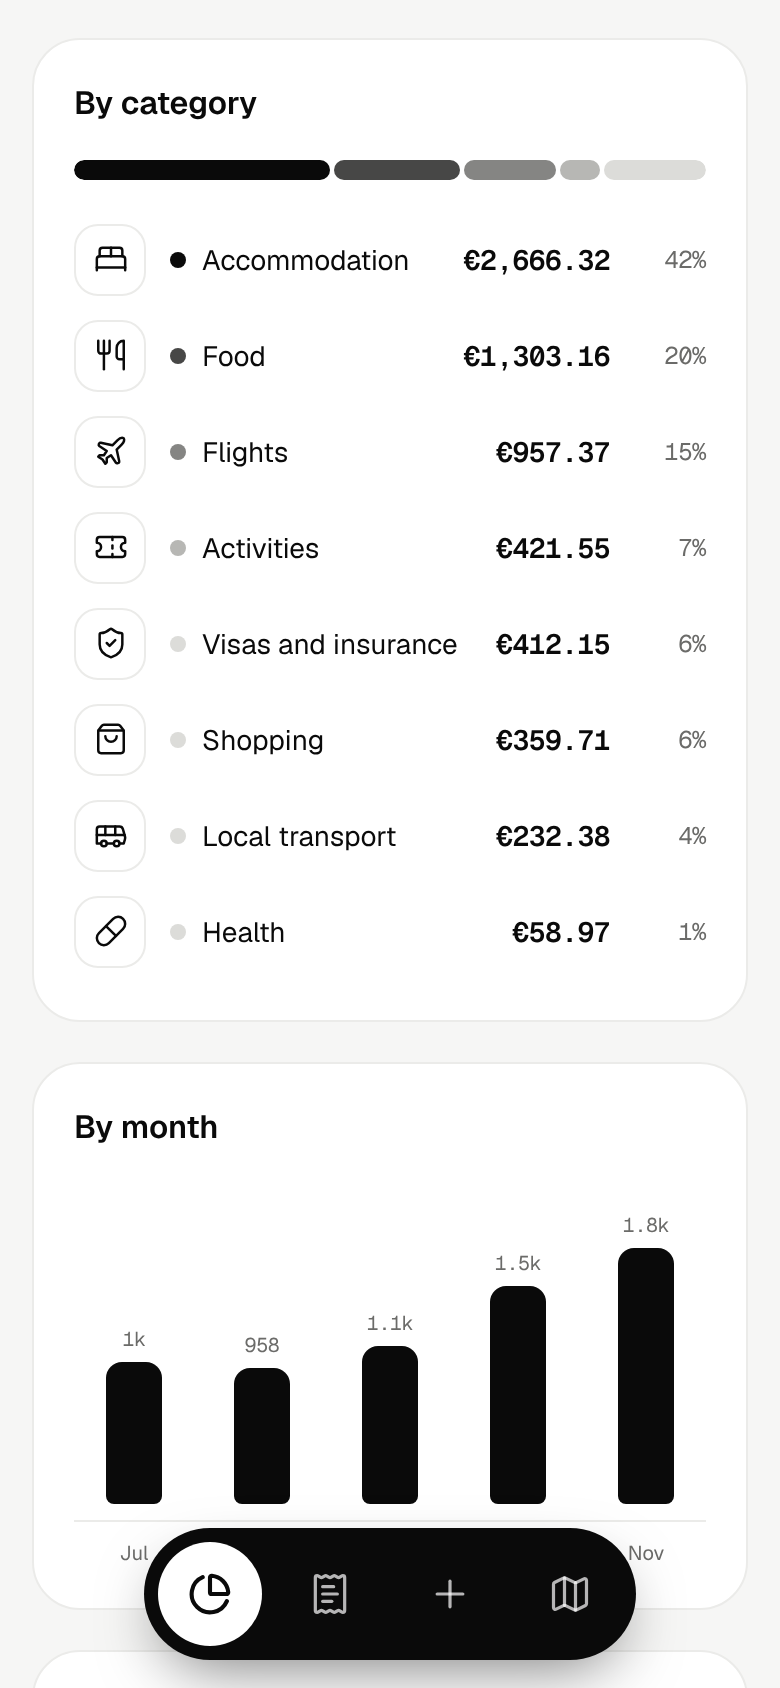 By category
Accommodation €2,666.32 42%
Food €1,303.16 20%
Flights €957.37 15%
Activities €421.55 7%
Visas and insurance €412.15 6%
Shopping €359.71 6%
Local transport €232.38 4%
Health €58.97 1%
By month
1k 958 1.1k 1.5k 1.8k
Jul Nov